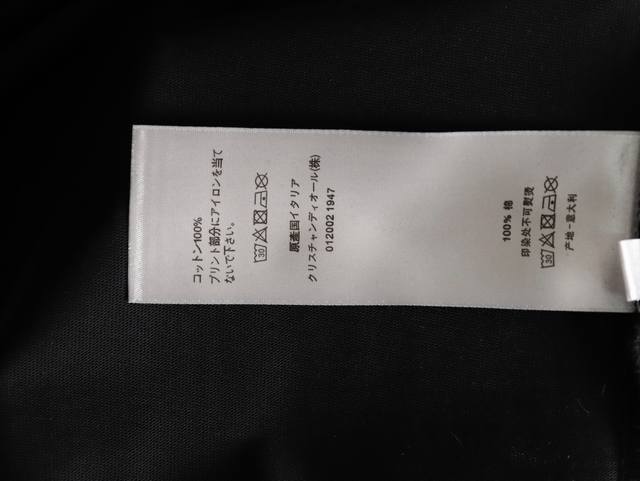 コットン100%
プリント部分にアイロンを当て
ないで下さい。
30
原産国イタリア
クリスチャンディオール(株)
012002 1947
100% 棉
印染处不可熨烫
30
产地-意大利